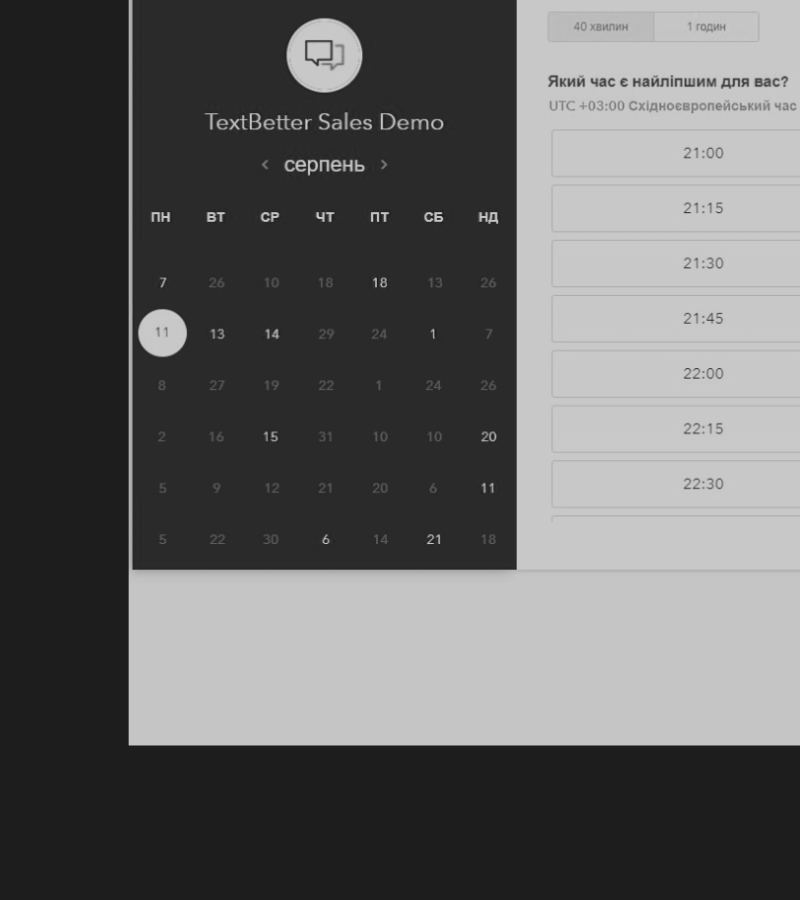 40 хвилин 1 годин
Який час є найліпшим для вас?
UTC +03:00 Східноєвропейський час
TextBetter Sales Demo
< серпень >
ПН ВТ СР ЧТ ПТ СБ НД
7 26 10 18 18 13 26
11 13 14 29 24 1 7
8 27 19 22 1 24 26
2 16 15 31 10 10 20
5 9 12 21 20 6 11
5 22 30 6 14 21 18
21:00
21:15
21:30
21:45
22:00
22:15
22:30